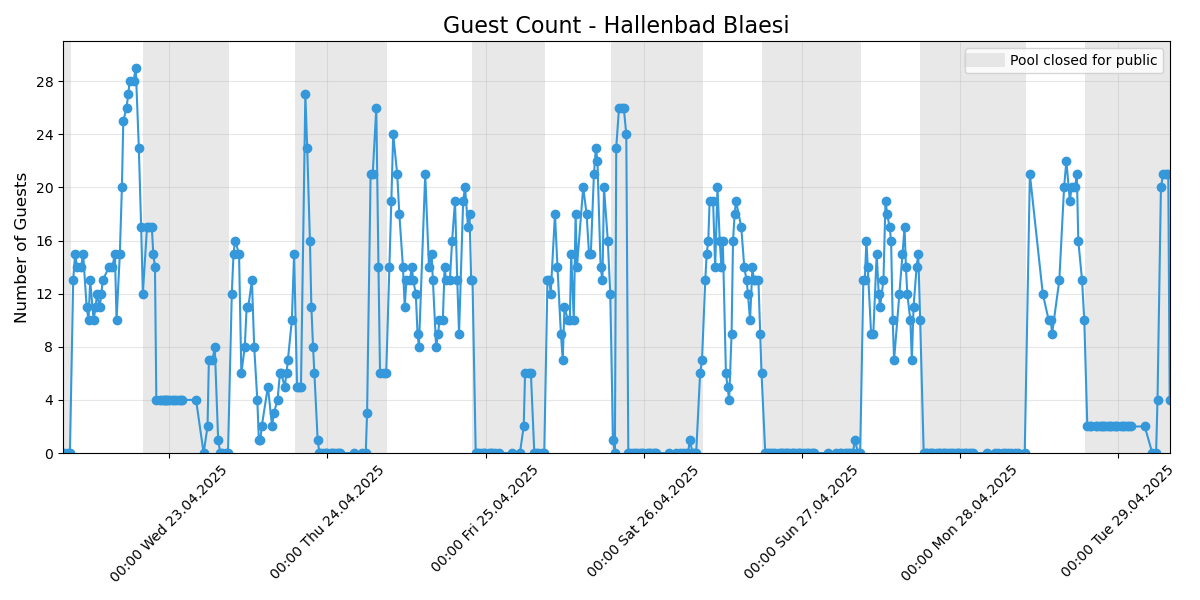 Guest Count - Hallenbad Blaesi
Pool closed for public
Number of Guests
28
24
20
16
12
8
4
0
00:00 Wed 23.04.2025
00:00 Thu 24.04.2025
00:00 Fri 25.04.2025
00:00 Sat 26.04.2025
00:00 Sun 27.04.2025
00:00 Mon 28.04.2025
00:00 Tue 29.04.2025